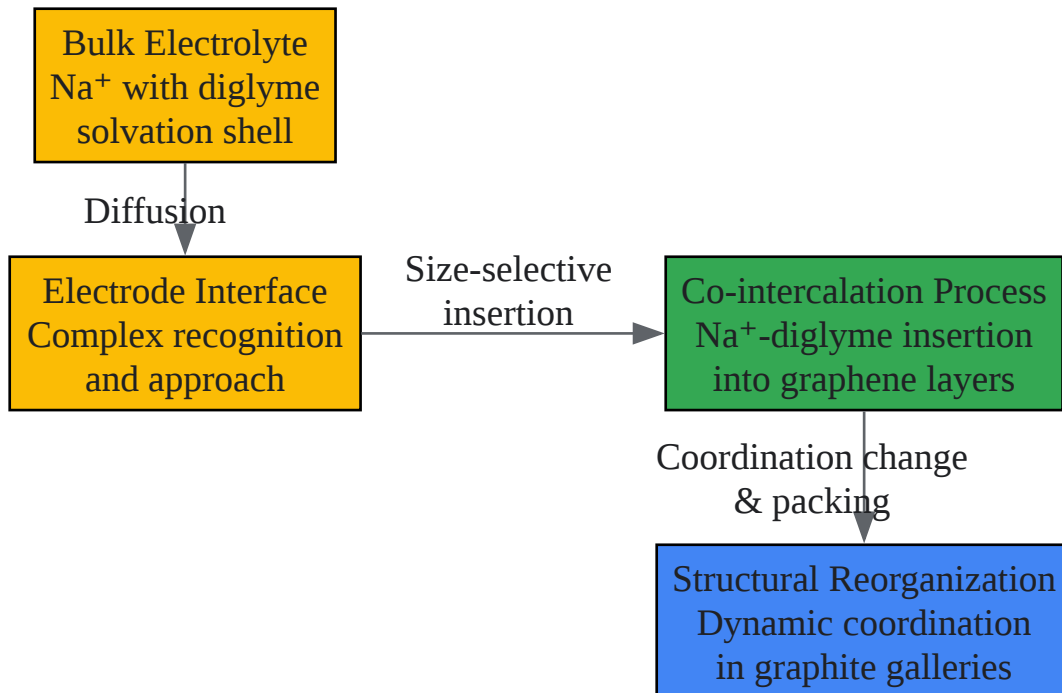 Bulk Electrolyte
Na⁺ with diglyme
solvation shell
Diffusion
Electrode Interface
Complex recognition
and approach
Size-selective
insertion
Co-intercalation Process
Na⁺-diglyme insertion
into graphene layers
Coordination change
& packing
Structural Reorganization
Dynamic coordination
in graphite galleries